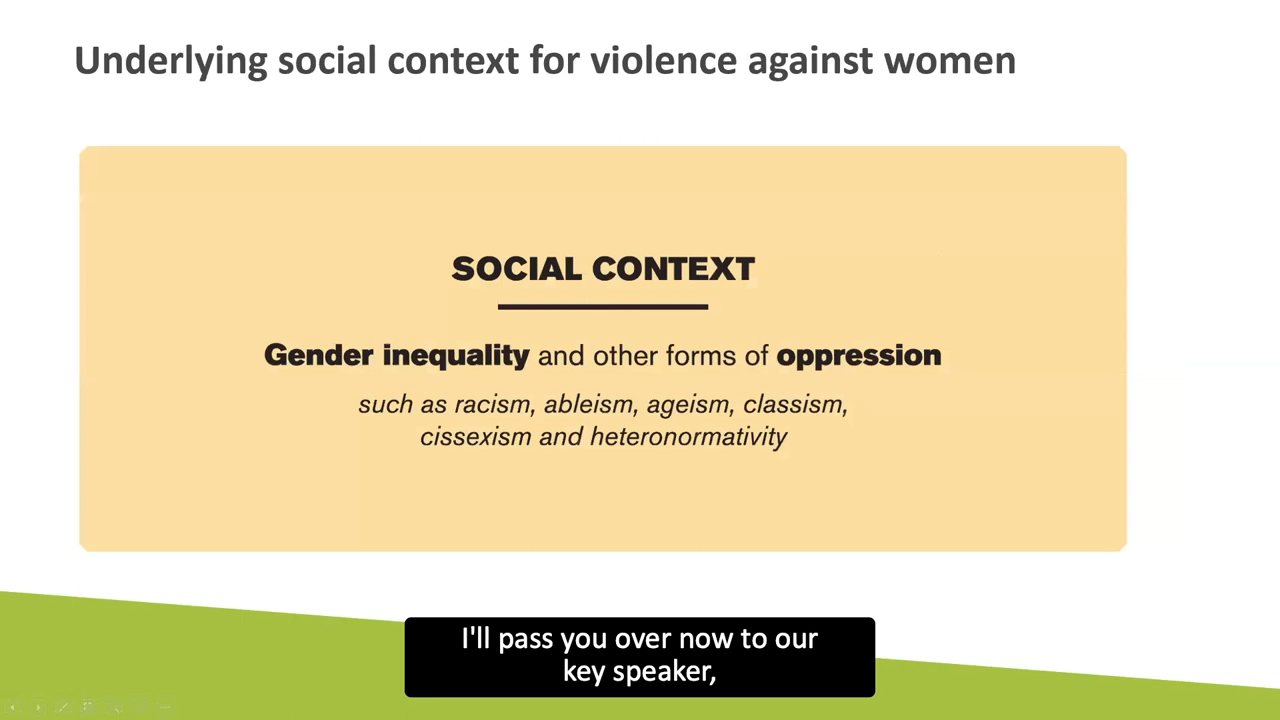 Underlying social context for violence against women
SOCIAL CONTEXT
Gender inequality and other forms of oppression
such as racism, ableism, ageism, classism,
cissexism and heteronormativity
I'll pass you over now to our
key speaker,